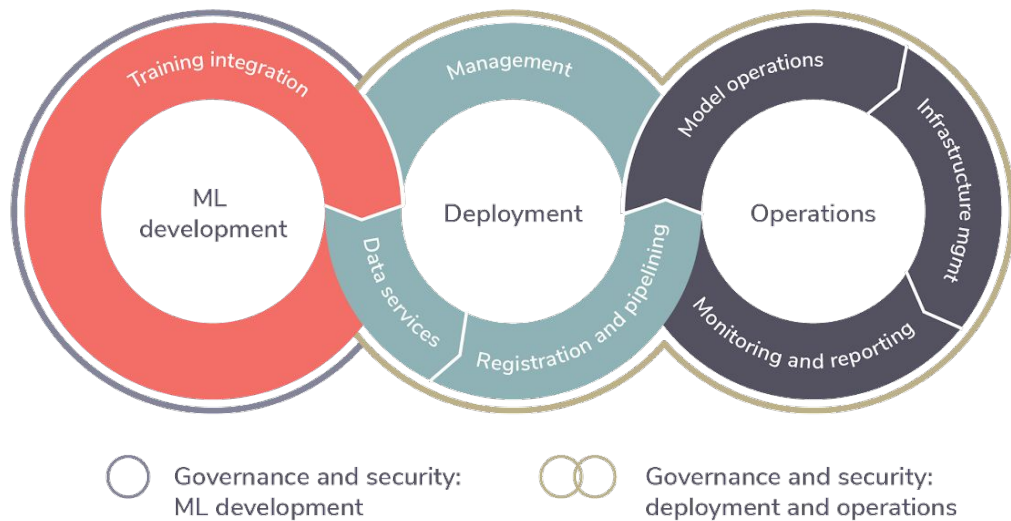 Training integration
ML
development
Management
Deployment
Data services
Registration and pipelining
Model operations
Infrastructure mgmt
Operations
Monitoring and reporting
Governance and security:
ML development
Governance and security:
deployment and operations